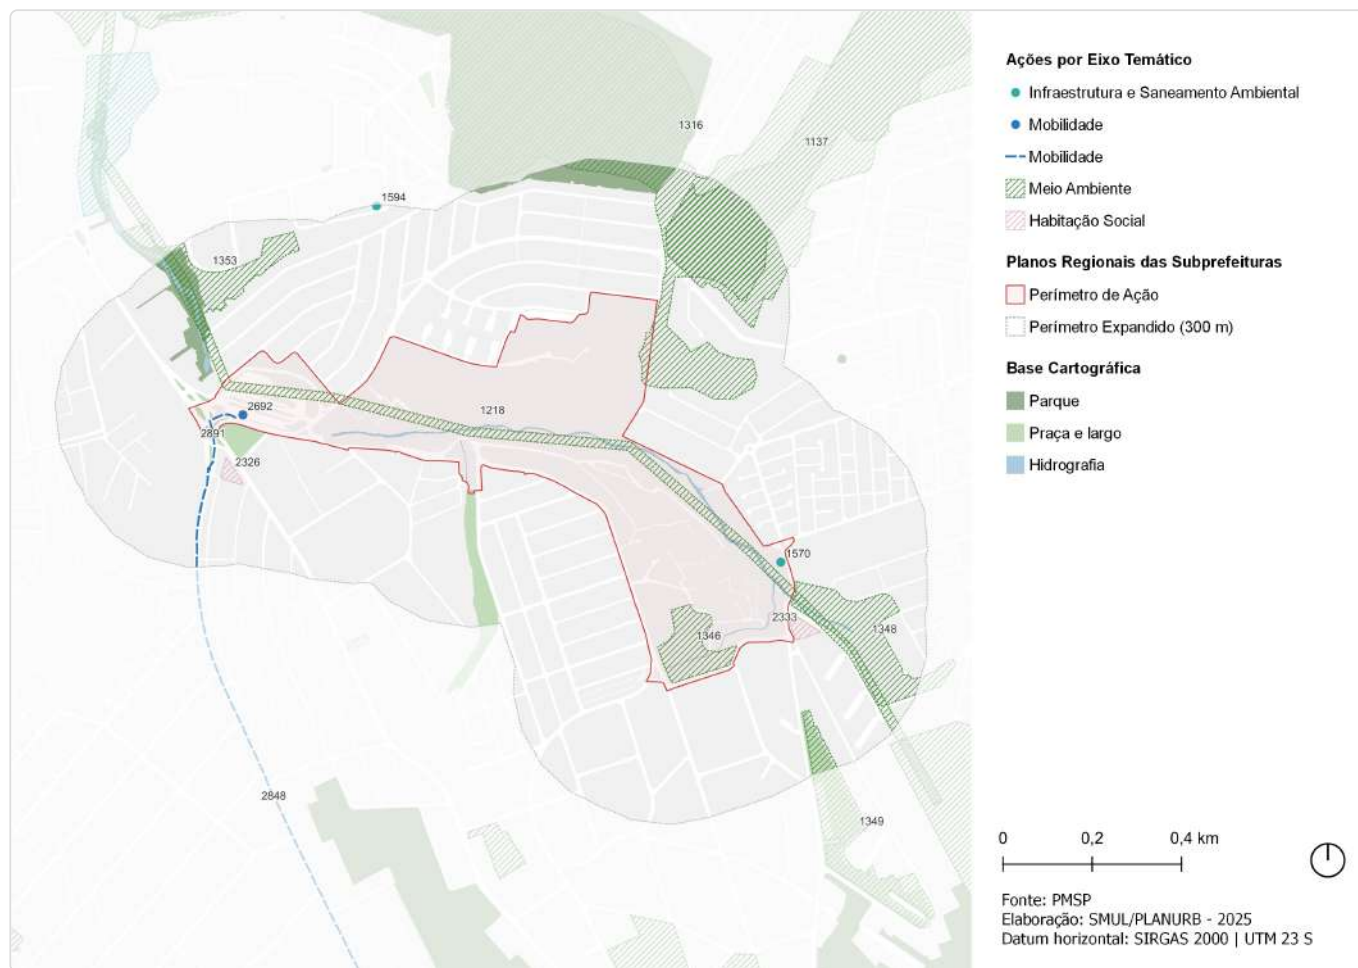 1316
1137
1594
1353
2692
1218
2891
2326
1570
2333
1346
1348
2848
1349
Ações por Eixo Temático
Infraestrutura e Saneamento Ambiental
Mobilidade
Mobilidade
Meio Ambiente
Habitação Social
Planos Regionais das Subprefeituras
Perímetro de Ação
Perímetro Expandido (300 m)
Base Cartográfica
Parque
Praça e largo
Hidrografia
0 0,2 0,4 km
Fonte: PMSP
Elaboração: SMUL/PLANURB - 2025
Datum horizontal: SIRGAS 2000 | UTM 23 S